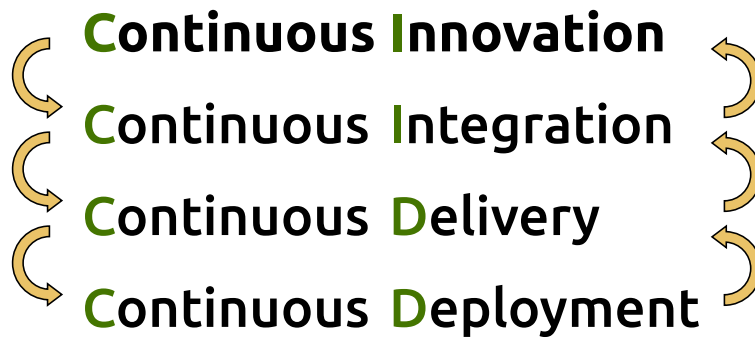 Continuous Innovation
Continuous Integration
Continuous Delivery
Continuous Deployment